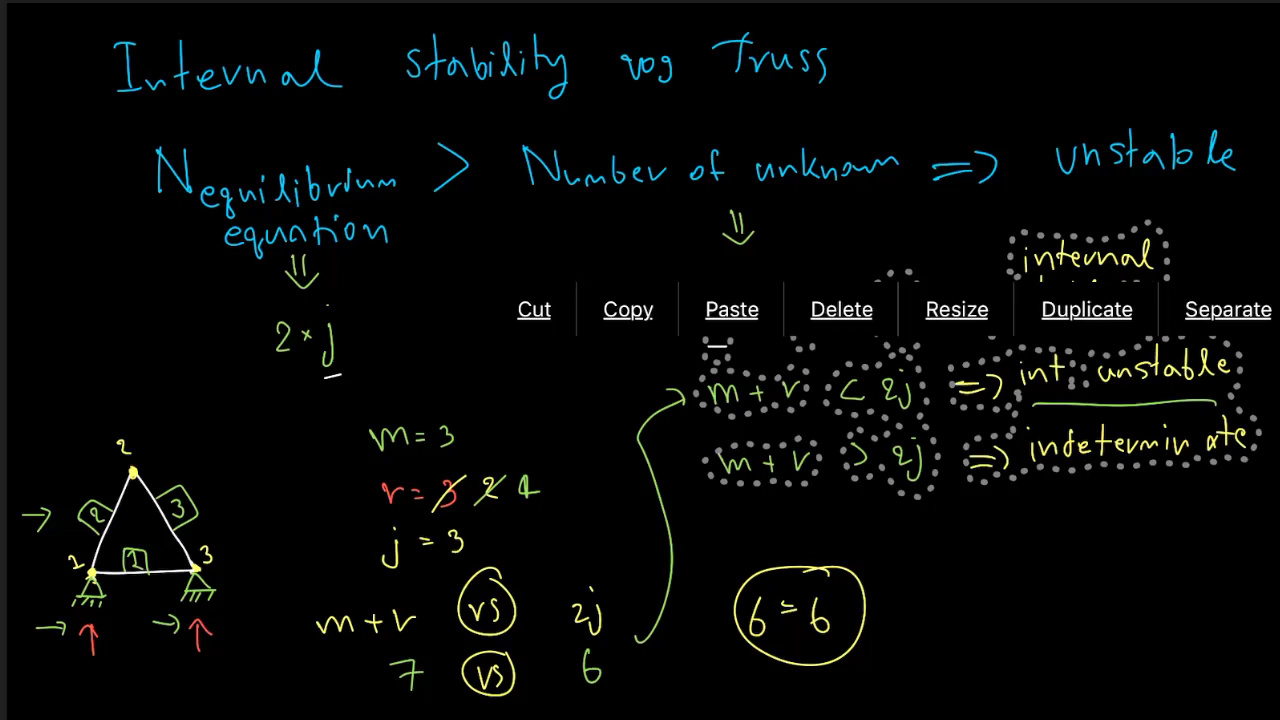 Internal stability rog Truss
N equilibrium equation > Number of unknown => unstable
⇓ ⇓
internal
Cut Copy Paste Delete Resize Duplicate Separate
2 × j
m + r < 2j => int unstable
m + r > 2j => indeterminate
m = 3
r = 3 2 4
j = 3
m + r vs 2j
7 vs 6
6 = 6
2
→ 2 3
2 1 3
→ ↑ → ↑